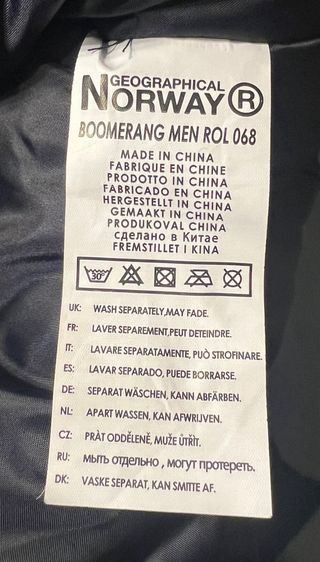 GEOGRAPHICAL
NORWAY®
BOOMERANG MEN ROL 068
MADE IN CHINA
FABRIQUE EN CHINE
PRODOTTO IN CHINA
FABRICADO EN CHINA
HERGESTELLT IN CHINA
GEMAAKT IN CHINA
PRODUKOVAL CHINA
сделано в Китае
FREMSTILLET I KINA
30°
UK: WASH SEPARATELY,MAY FADE.
FR: LAVER SEPAREMENT,PEUT DETEINDRE.
IT: LAVARE SEPARATAMENTE, PUÒ STROFINARE.
ES: LAVAR SEPARADO, PUEDE BORRARSE.
DE: SEPARAT WÄSCHEN, KANN ABFÄRBEN.
NL: APART WASSEN, KAN AFWRIJVEN.
CZ: PRÀT ODDĚLENĚ, MUŽE ÚTŘÍT.
RU: мыть отдельно , могут протереть.
DK: VASKE SEPARAT, KAN SMITTE AF.